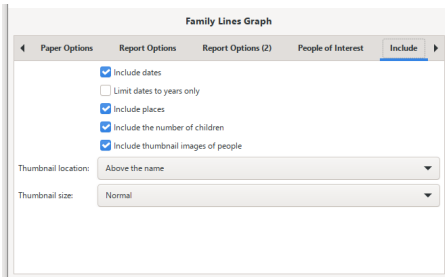 Family Lines Graph
Paper Options Report Options Report Options (2) People of Interest Include
Include dates
Limit dates to years only
Include places
Include the number of children
Include thumbnail images of people
Thumbnail location: Above the name
Thumbnail size: Normal